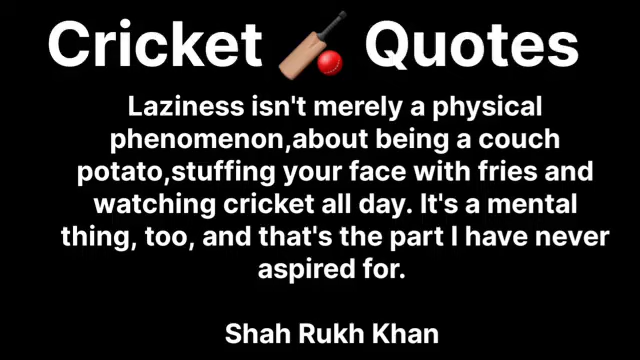 Cricket 🏏 Quotes
Laziness isn't merely a physical
phenomenon,about being a couch
potato,stuffing your face with fries and
watching cricket all day. It's a mental
thing, too, and that's the part I have never
aspired for.
Shah Rukh Khan